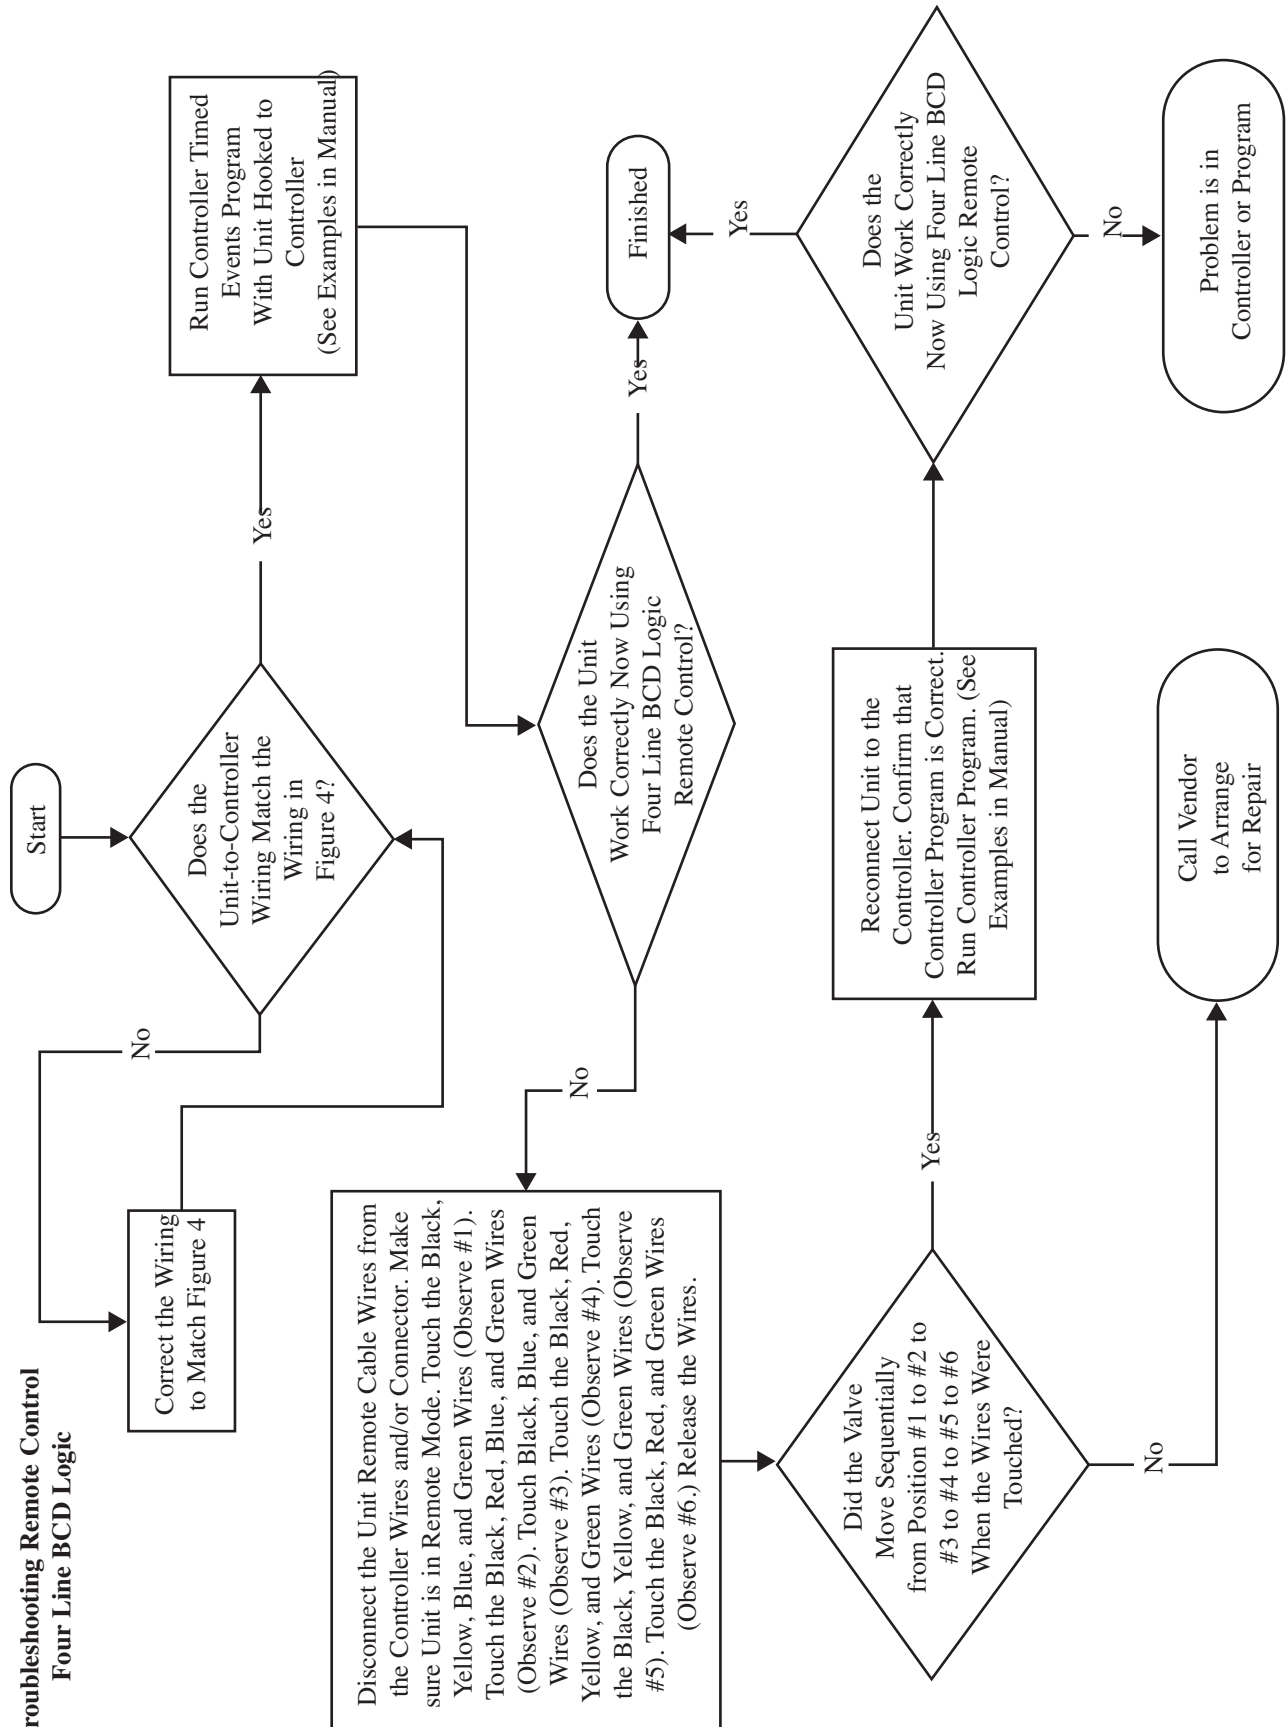 roubleshooting Remote Control
Four Line BCD Logic
Start
Does the
Unit-to-Controller
Wiring Match the
Wiring in
Figure 4?
No
Correct the Wiring
to Match Figure 4
Yes
Run Controller Timed
Events Program
With Unit Hooked to
Controller
(See Examples in Manual)
Does the Unit
Work Correctly Now Using
Four Line BCD Logic
Remote Control?
Yes
Finished
No
Disconnect the Unit Remote Cable Wires from
the Controller Wires and/or Connector. Make
sure Unit is in Remote Mode. Touch the Black,
Yellow, Blue, and Green Wires (Observe #1).
Touch the Black, Red, Blue, and Green Wires
(Observe #2). Touch Black, Blue, and Green
Wires (Observe #3). Touch the Black, Red,
Yellow, and Green Wires (Observe #4). Touch
the Black, Yellow, and Green Wires (Observe
#5). Touch the Black, Red, and Green Wires
(Observe #6.) Release the Wires.
Did the Valve
Move Sequentially
from Position #1 to #2 to
#3 to #4 to #5 to #6
When the Wires Were
Touched?
Yes
Reconnect Unit to the
Controller. Confirm that
Controller Program is Correct.
Run Controller Program. (See
Examples in Manual)
Does the
Unit Work Correctly
Now Using Four Line BCD
Logic Remote
Control?
Yes
No
Problem is in
Controller or Program
No
Call Vendor
to Arrange
for Repair